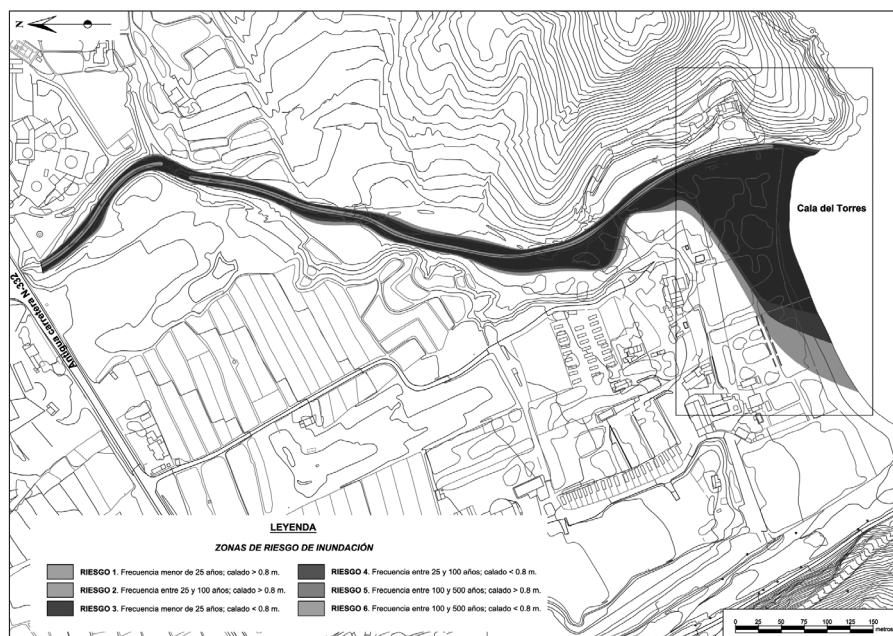 N
Cala del Torres
Antigua carretera N-332
LEYENDA
ZONAS DE RIESGO DE INUNDACIÓN
RIESGO 1. Frecuencia menor de 25 años; calado > 0.8 m.
RIESGO 2. Frecuencia entre 25 y 100 años; calado > 0.8 m.
RIESGO 3. Frecuencia menor de 25 años; calado < 0.8 m.
RIESGO 4. Frecuencia entre 25 y 100 años; calado < 0.8 m.
RIESGO 5. Frecuencia entre 100 y 500 años; calado > 0.8 m.
RIESGO 6. Frecuencia entre 100 y 500 años; calado < 0.8 m.
0 25 50 75 100 125 150
metros